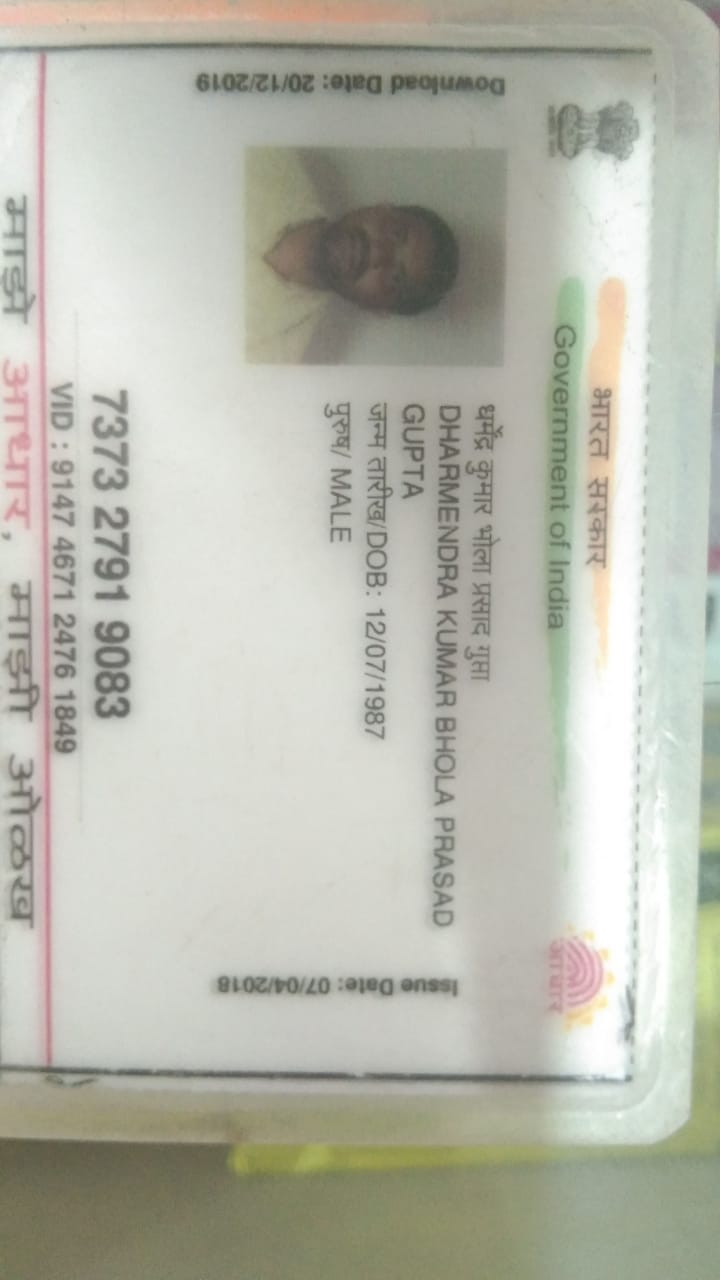 भारत सरकार
Government of India
Download Date: 20/12/2019
धर्मेंद्र कुमार भोला प्रसाद गुप्ता
DHARMENDRA KUMAR BHOLA PRASAD
GUPTA
जन्म तारीख/DOB: 12/07/1987
पुरुष/ MALE
Issue Date: 07/04/2018
आधार
7373 2791 9083
VID : 9147 4671 2476 1849
माझे आधार, माझी ओळख